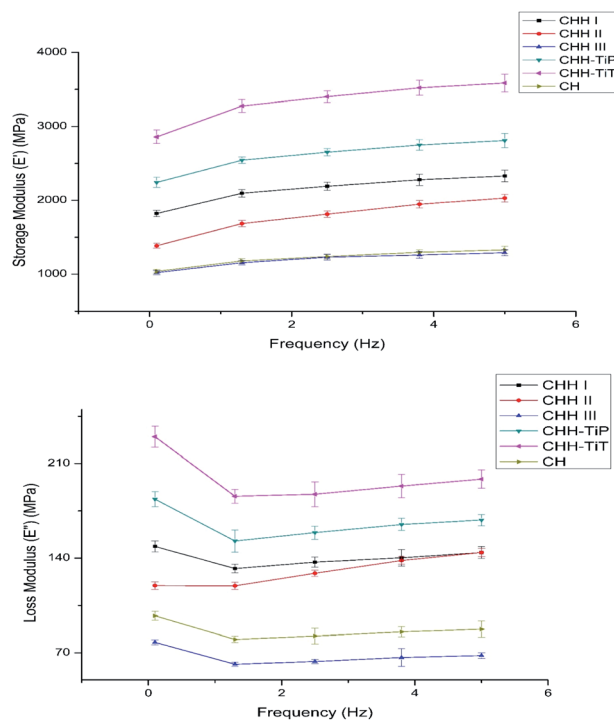 CHH I
CHH II
CHH III
CHH-TiP
CHH-TiT
CH
4000
3000
2000
1000
Storage Modulus (E') (MPa)
0
2
4
6
Frequency (Hz)
CHH I
CHH II
CHH III
CHH-TiP
CHH-TiT
CH
210
140
70
Loss Modulus (E") (MPa)
0
2
4
6
Frequency (Hz)